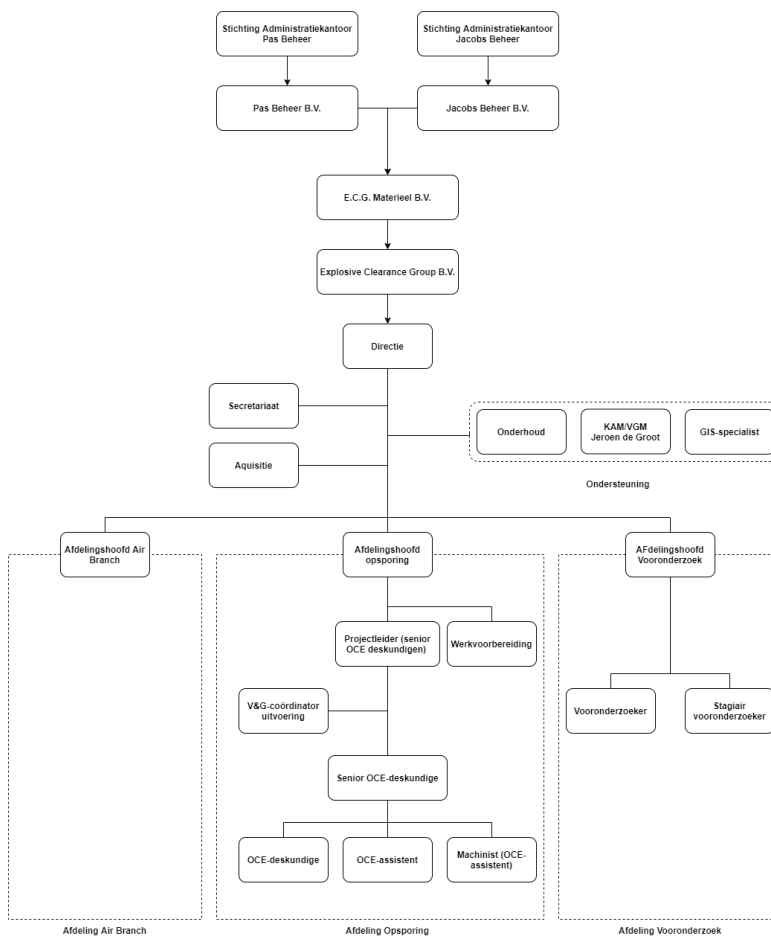 Stichting Administratiekantoor
Pas Beheer
Stichting Administratiekantoor
Jacobs Beheer
Pas Beheer B.V.
Jacobs Beheer B.V.
E.C.G. Materieel B.V.
Explosive Clearance Group B.V.
Directie
Secretariaat
Onderhoud
KAM/VGM
Jeroen de Groot
GIS-specialist
Aquisitie
Ondersteuning
Afdelingshoofd Air
Branch
Afdelingshoofd
opsporing
AFdelingshoofd
Vooronderzoek
Projectleider (senior
OCE deskundigen)
Werkvoorbereiding
V&G-coördinator
uitvoering
Vooronderzoeker
Stagiair
vooronderzoeker
Senior OCE-deskundige
OCE-deskundige
OCE-assistent
Machinist (OCE-
assistent)
Afdeling Air Branch
Afdeling Opsporing
Afdeling Vooronderzoek